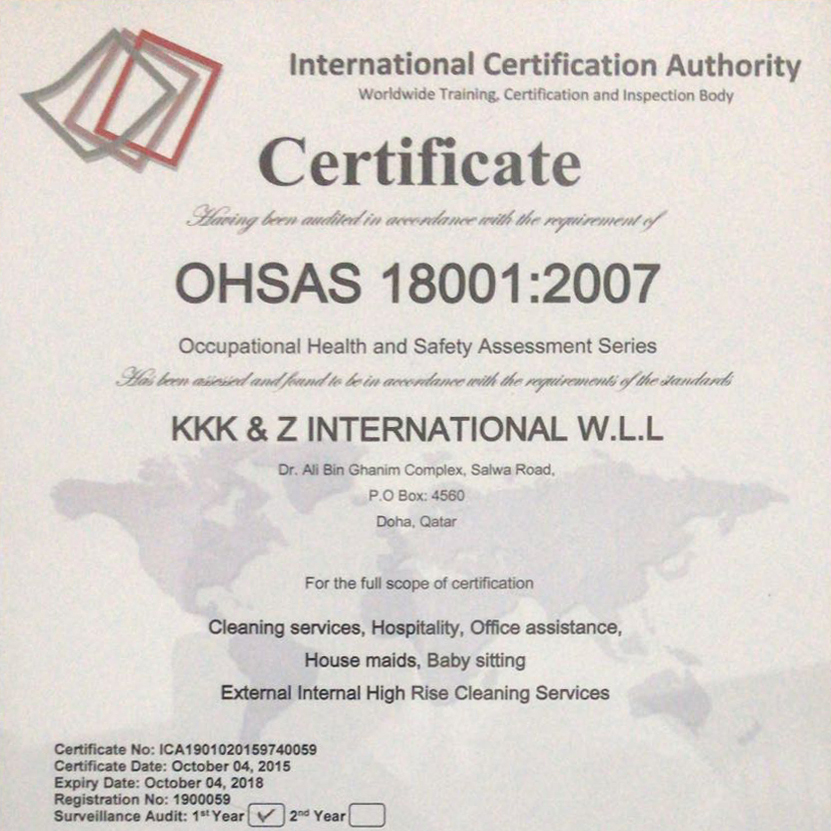 International Certification Authority
Worldwide Training, Certification and Inspection Body
Certificate
Having been audited in accordance with the requirement of
OHSAS 18001:2007
Occupational Health and Safety Assessment Series
Has been assessed and found to be in accordance with the requirements of the standards
KKK & Z INTERNATIONAL W.L.L
Dr. Ali Bin Ghanim Complex, Salwa Road,
P.O Box: 4560
Doha, Qatar
For the full scope of certification
Cleaning services, Hospitality, Office assistance,
House maids, Baby sitting
External Internal High Rise Cleaning Services
Certificate No: ICA1901020159740059
Certificate Date: October 04, 2015
Expiry Date: October 04, 2018
Registration No: 1900059
Surveillance Audit: 1st Year ✓ 2nd Year